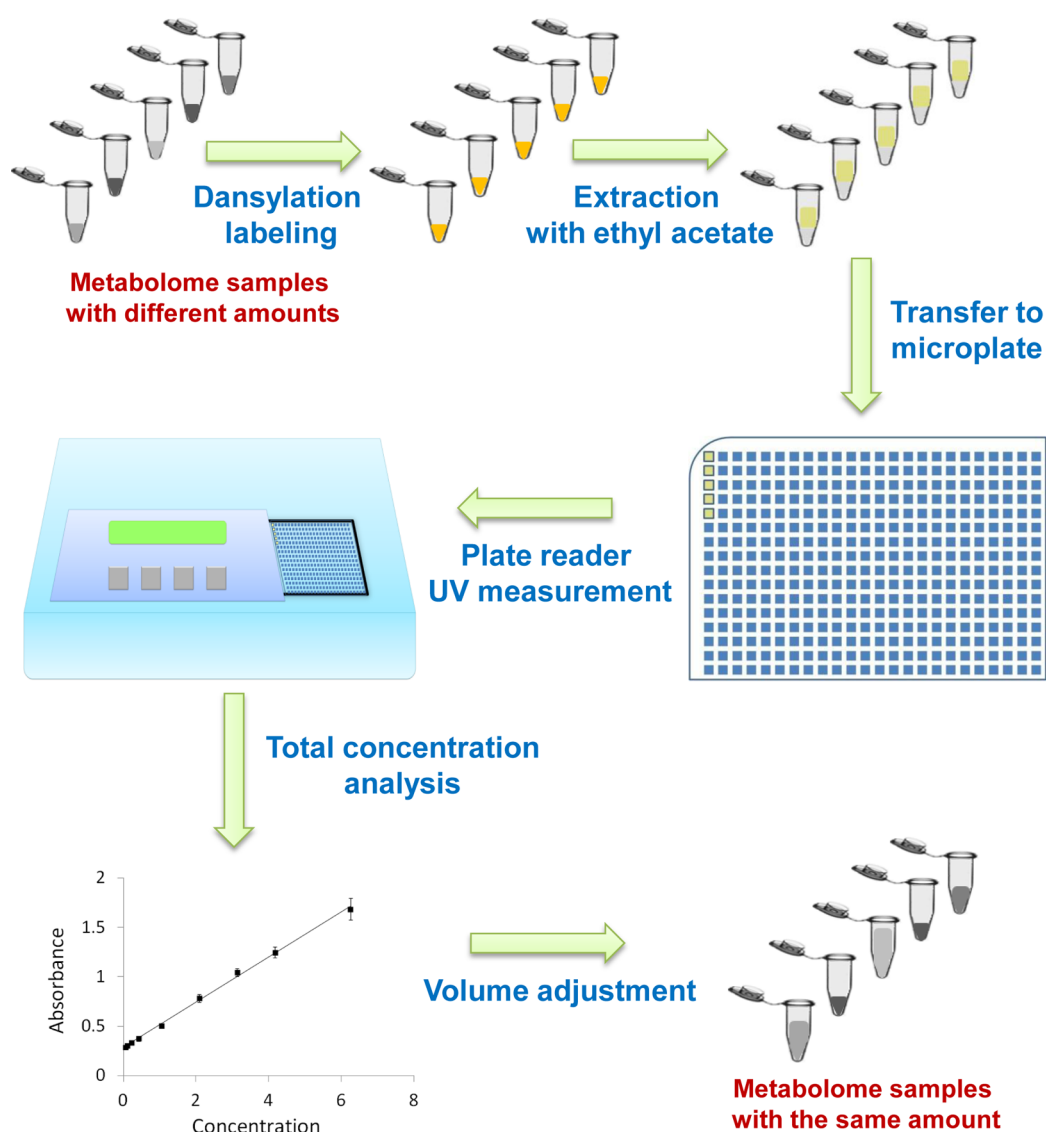 Dansylation
labeling
Extraction
with ethyl acetate
Metabolome samples
with different amounts
Transfer to
microplate
Plate reader
UV measurement
Total concentration
analysis
2
1.5
1
0.5
0
Absorbance
0
2
4
6
8
Concentration
Volume adjustment
Metabolome samples
with the same amount